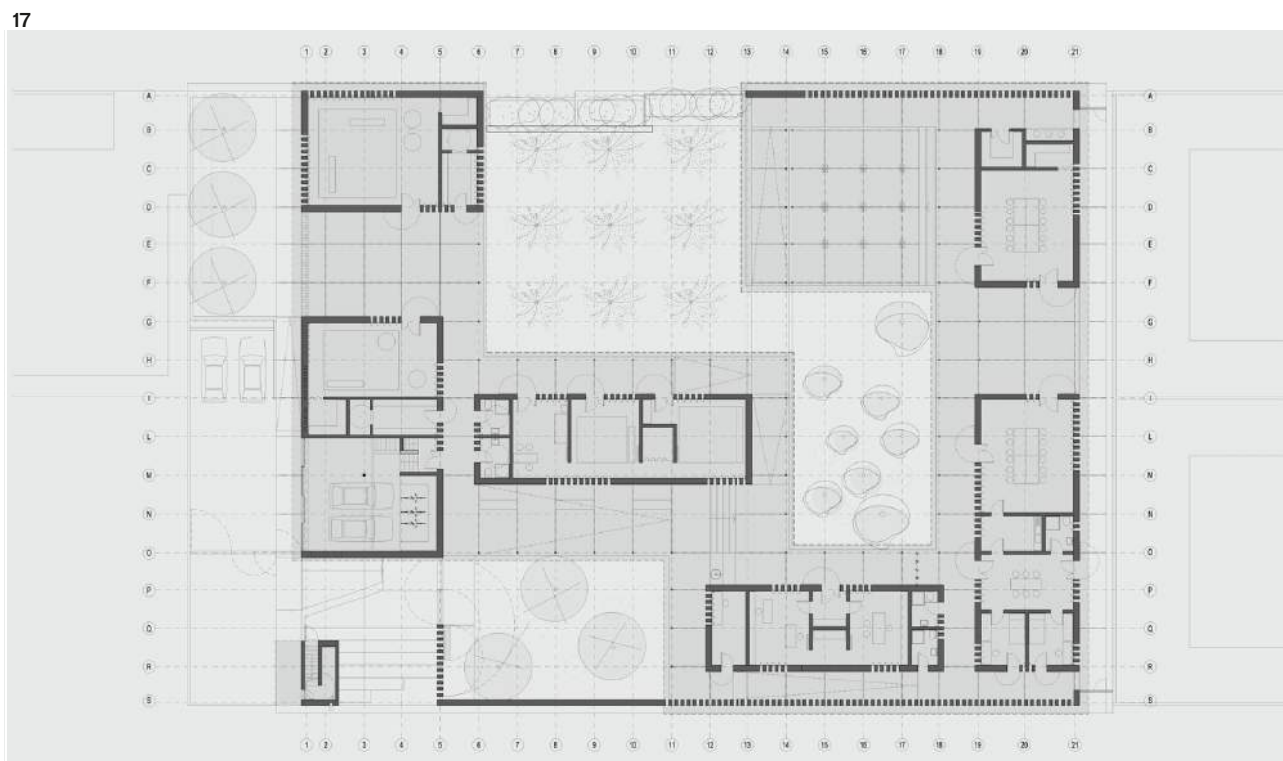 17
1 2 3 4 5 6 7 8 9 10 11 12 13 14 15 16 17 18 19 20 21
A A
B B
C C
D D
E E
F F
G G
H H
I I
L L
M M
N N
O O
P P
Q Q
R R
S S
1 2 3 4 5 6 7 8 9 10 11 12 13 14 15 16 17 18 19 20 21